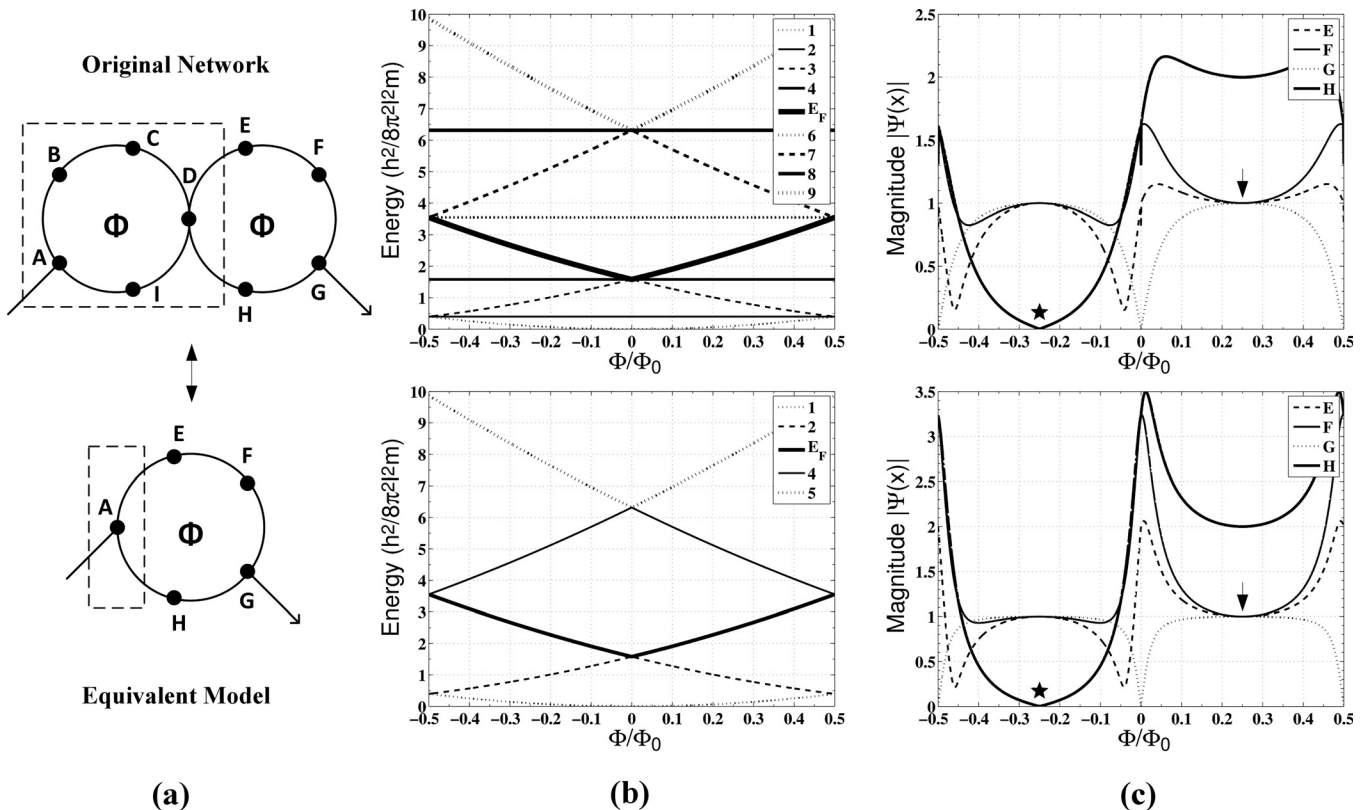 Original Network
B
C
E
F
D
Φ
Φ
A
I
H
G
E
F
A
Φ
H
G
Equivalent Model
(a)
Energy (h²/8π²l²m)
10
9
8
7
6
5
4
3
2
1
0
−0.5 −0.4 −0.3 −0.2 −0.1 0 0.1 0.2 0.3 0.4 0.5
Φ/Φ₀
1
2
3
4
E_F
6
7
8
9
Energy (h²/8π²l²m)
10
9
8
7
6
5
4
3
2
1
0
−0.5 −0.4 −0.3 −0.2 −0.1 0 0.1 0.2 0.3 0.4 0.5
Φ/Φ₀
1
2
E_F
4
5
(b)
Magnitude |Ψ(x)|
2.5
2
1.5
1
0.5
0
−0.5 −0.4 −0.3 −0.2 −0.1 0 0.1 0.2 0.3 0.4 0.5
Φ/Φ₀
E
F
G
H
Magnitude |Ψ(x)|
3.5
3
2.5
2
1.5
1
0.5
0
−0.5 −0.4 −0.3 −0.2 −0.1 0 0.1 0.2 0.3 0.4 0.5
Φ/Φ₀
E
F
G
H
(c)